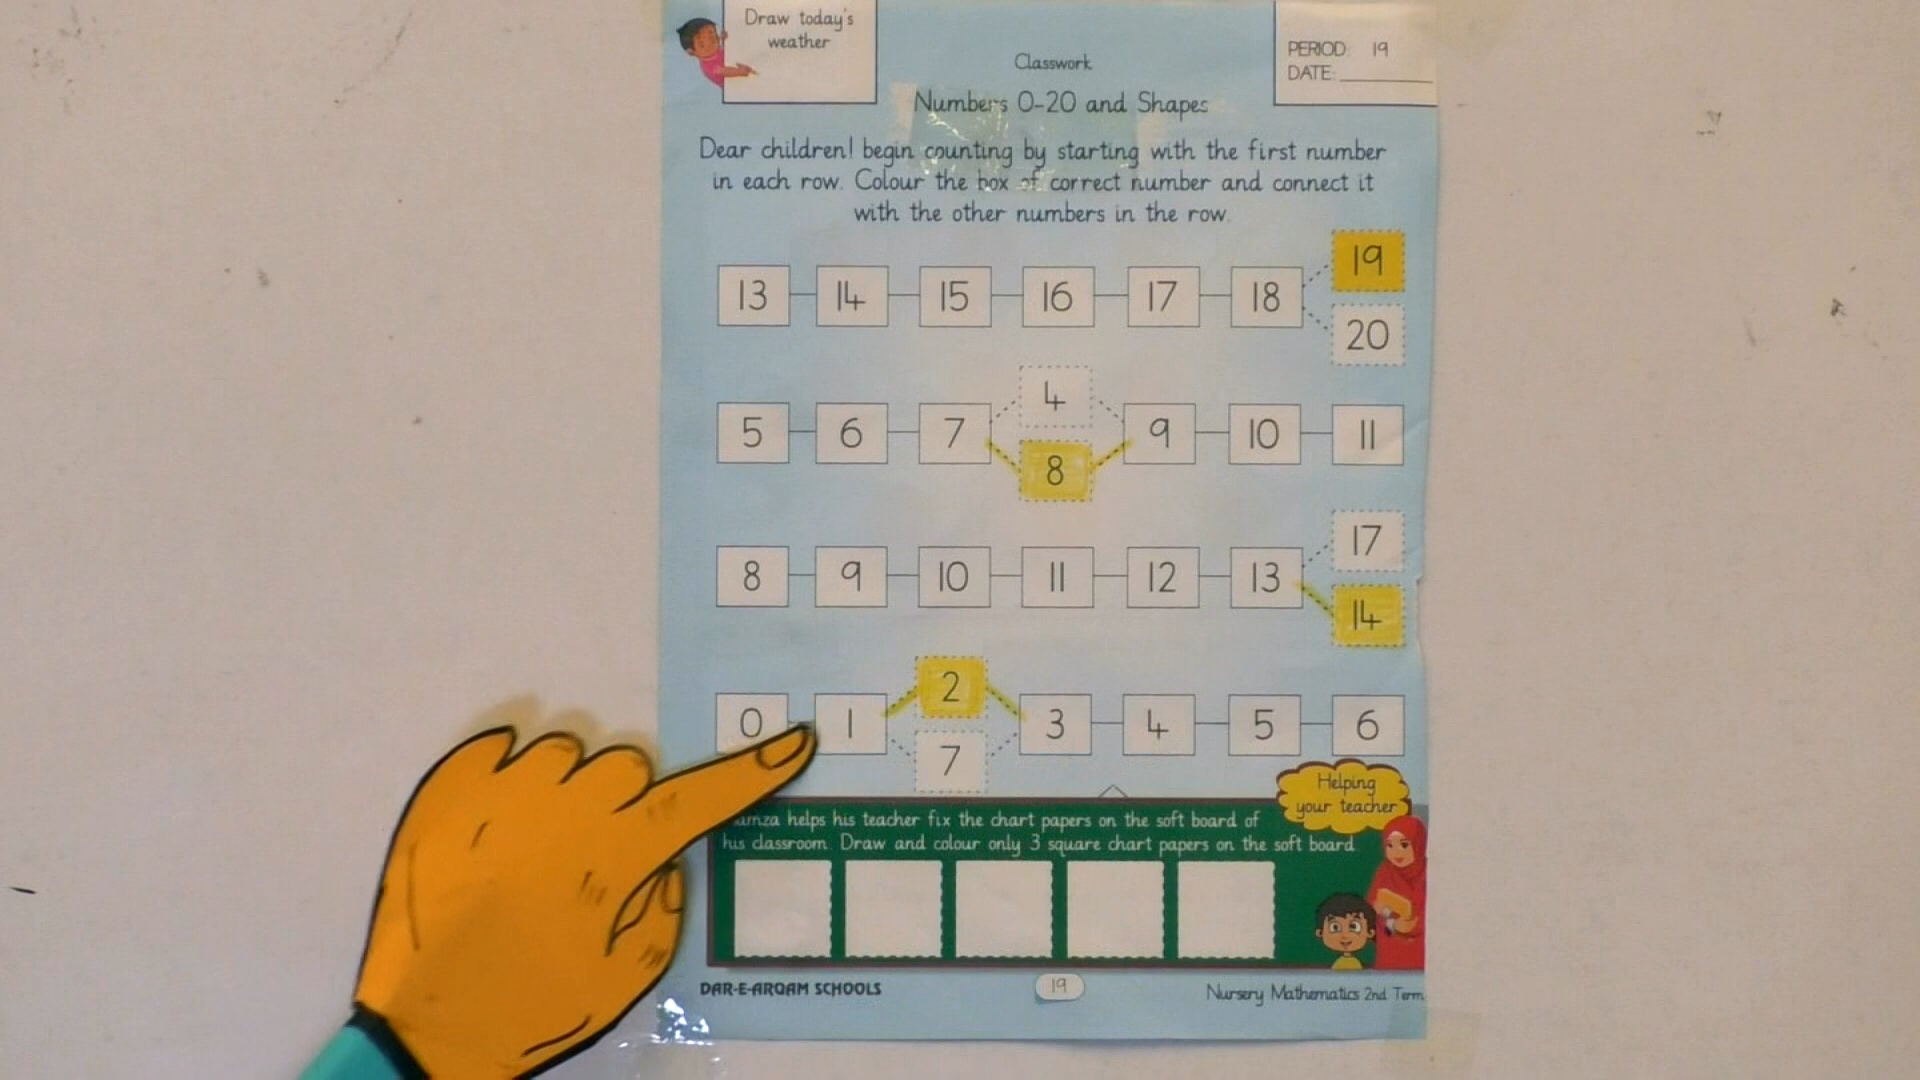 Draw today's
weather
PERIOD: 19
DATE:
Classwork
Numbers 0-20 and Shapes
Dear children! begin counting by starting with the first number
in each row. Colour the box of correct number and connect it
with the other numbers in the row.
19
13 14 15 16 17 18
20
4
5 6 7 9 10 11
8
17
8 9 10 11 12 13
14
2
0 1 3 4 5 6
7
Helping
your teacher
helps his teacher fix the chart papers on the soft board of
his classroom. Draw and colour only 3 square chart papers on the soft board.
DAR-E-ARQAM SCHOOLS
19
Nursery Mathematics 2nd Term